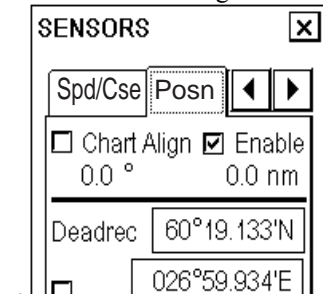 SENSORS
Spd/Cse Posn
Chart Align Enable
0.0 ° 0.0 nm
Deadrec 60°19.133'N
026°59.934'E